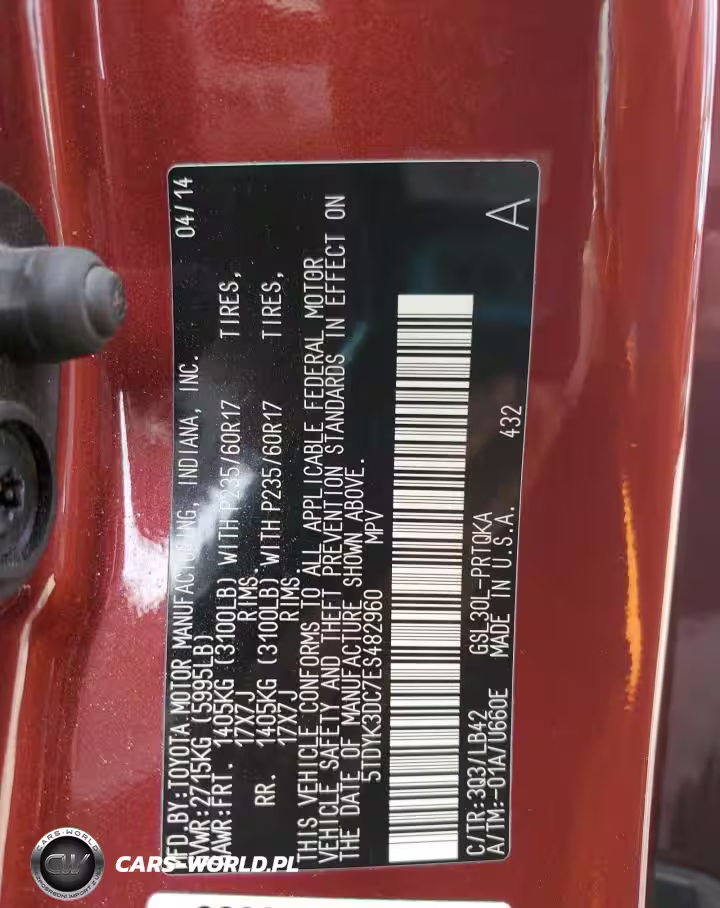 MFD.BY:TOYOTA MOTOR MANUFACTURING, INDIANA, INC. 04/14
GVWR:2715KG (5995LB)
GAWR:FRT. 1405KG (3100LB) WITH P235/60R17 TIRES,
17X7J RIMS.
RR. 1405KG (3100LB) WITH P235/60R17 TIRES,
17X7J RIMS
THIS VEHICLE CONFORMS TO ALL APPLICABLE FEDERAL MOTOR
VEHICLE SAFETY AND THEFT PREVENTION STANDARDS IN EFFECT ON
THE DATE OF MANUFACTURE SHOWN ABOVE.
5TDYK3DC7ES482960 MPV
C/TR:3Q3/LB42 GSL30L-PRTQKA
A/TM:-01A/U660E MADE IN U.S.A. 432 A
CARS-WORLD
CW
CARS-WORLD.PL